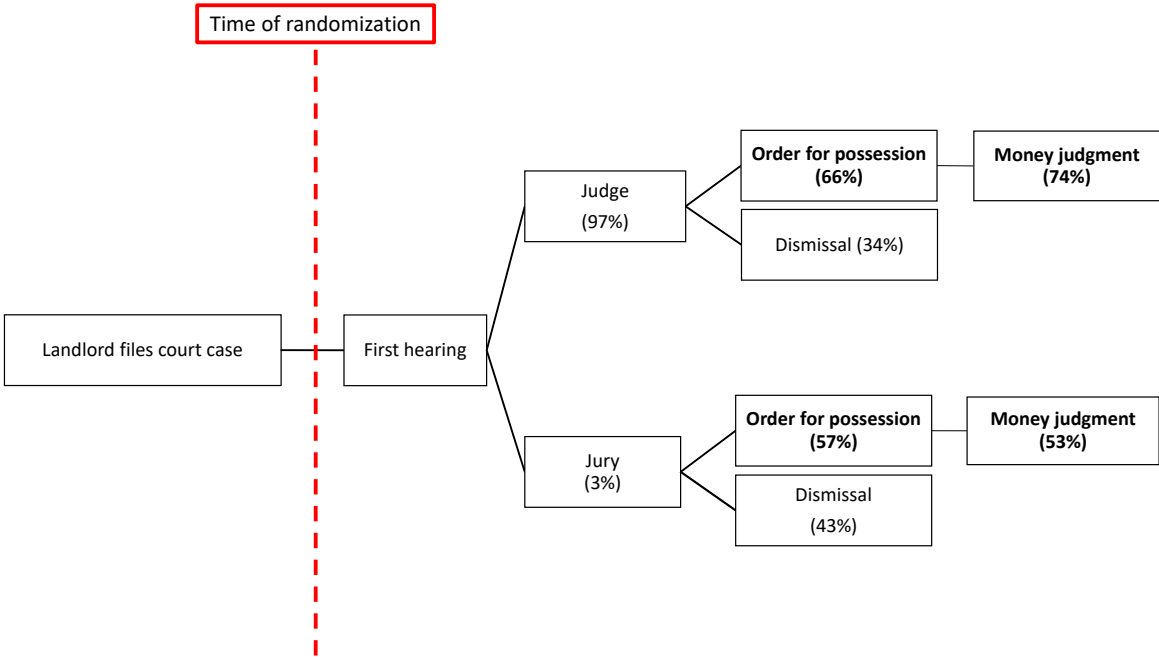 Time of randomization
Landlord files court case
First hearing
Judge
(97%)
Order for possession
(66%)
Money judgment
(74%)
Dismissal (34%)
Jury
(3%)
Order for possession
(57%)
Money judgment
(53%)
Dismissal
(43%)